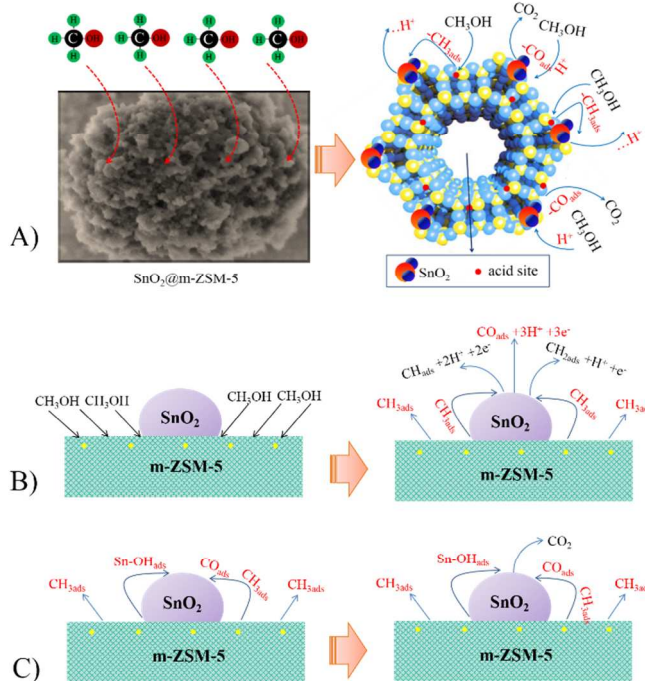 H H H H
H C OH H C OH H C OH H C OH
H H H H
SnO2@m-ZSM-5
A)
...H+
-CH3ads
CH3OH
CO2
CH3OH
-COads
H+
CH3OH
-CH3ads
...H+
-COads
CO2
CH3OH
H+
SnO2 acid site
B)
CH3OH CH3OH CH3OH CH3OH
SnO2
m-ZSM-5
COads +3H+ +3e-
CHads +2H+ +2e-
CH2ads +H+ +e-
CH3ads CH3ads CH3ads CH3ads
SnO2
m-ZSM-5
C)
Sn-OHads COads
CH3ads CH3ads CH3ads
SnO2
m-ZSM-5
CO2
Sn-OHads COads
CH3ads CH3ads CH3ads
SnO2
m-ZSM-5